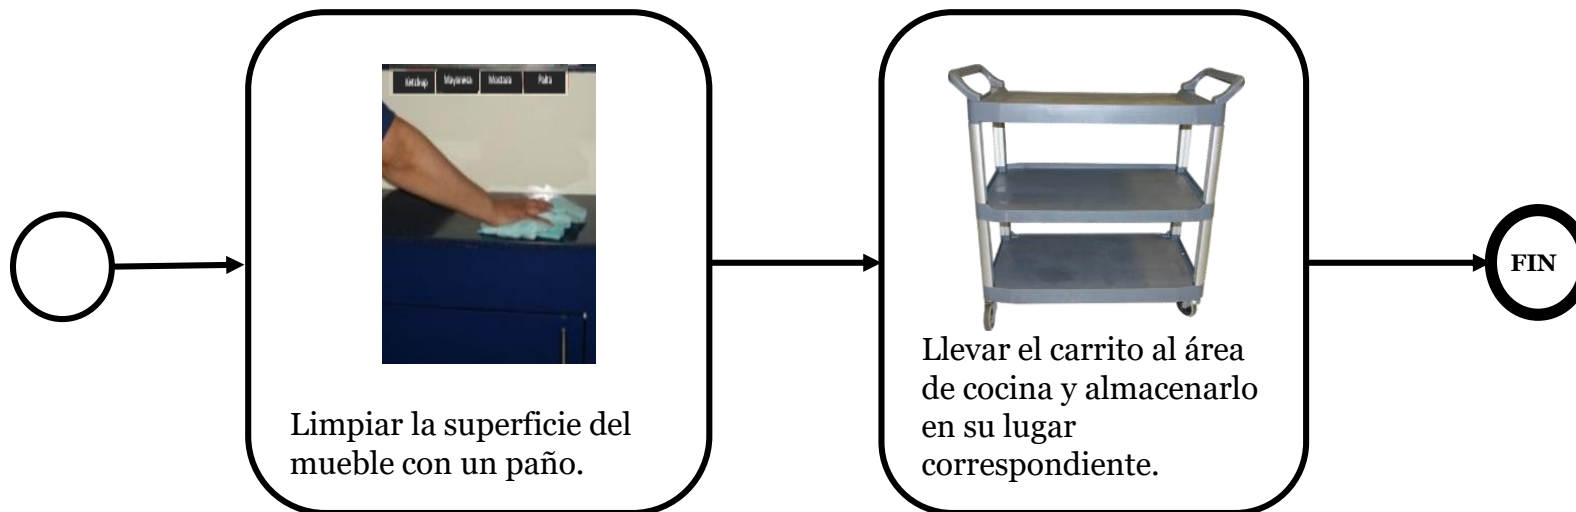 Ketchup Mayonesa Mostaza Palta
Limpiar la superficie del
mueble con un paño.
Llevar el carrito al área
de cocina y almacenarlo
en su lugar
correspondiente.
FIN